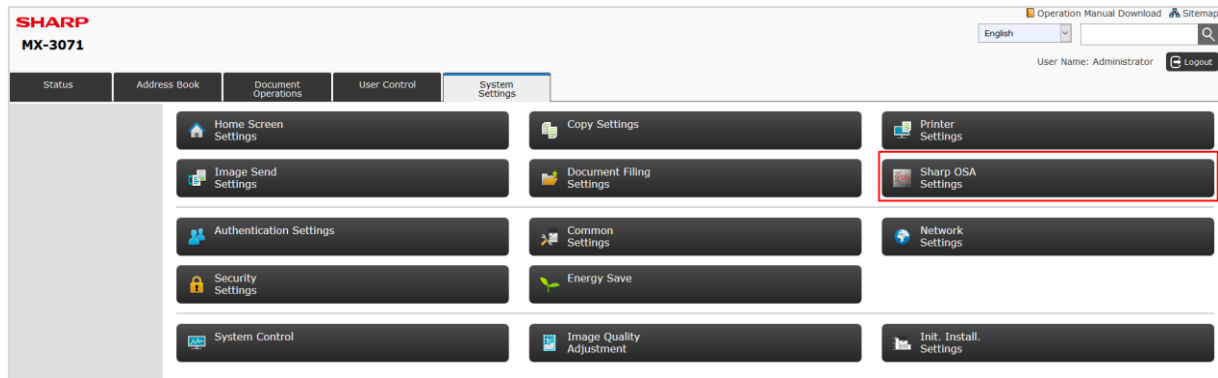 SHARP
MX-3071
Operation Manual Download
Sitemap
English
User Name: Administrator
Logout
Status
Address Book
Document
Operations
User Control
System
Settings
Home Screen
Settings
Copy Settings
Printer
Settings
Image Send
Settings
Document Filing
Settings
Sharp OSA
Settings
Authentication Settings
Common
Settings
Network
Settings
Security
Settings
Energy Save
System Control
Image Quality
Adjustment
Init. Install.
Settings